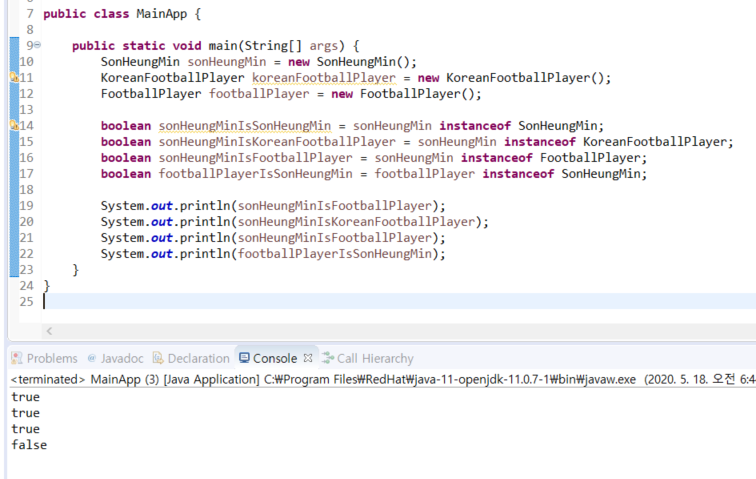 7 public class MainApp {
8
9 public static void main(String[] args) {
10 SonHeungMin sonHeungMin = new SonHeungMin();
11 KoreanFootballPlayer koreanFootballPlayer = new KoreanFootballPlayer();
12 FootballPlayer footballPlayer = new FootballPlayer();
13
14 boolean sonHeungMinIsSonHeungMin = sonHeungMin instanceof SonHeungMin;
15 boolean sonHeungMinIsKoreanFootballPlayer = sonHeungMin instanceof KoreanFootballPlayer;
16 boolean sonHeungMinIsFootballPlayer = sonHeungMin instanceof FootballPlayer;
17 boolean footballPlayerIsSonHeungMin = footballPlayer instanceof SonHeungMin;
18
19 System.out.println(sonHeungMinIsFootballPlayer);
20 System.out.println(sonHeungMinIsKoreanFootballPlayer);
21 System.out.println(sonHeungMinIsFootballPlayer);
22 System.out.println(footballPlayerIsSonHeungMin);
23 }
24 }
25
Problems @ Javadoc Declaration Console Call Hierarchy
<terminated> MainApp (3) [Java Application] C:₩Program Files₩RedHat₩java-11-openjdk-11.0.7-1₩bin₩javaw.exe (2020. 5. 18. 오전 6:4
true
true
true
false